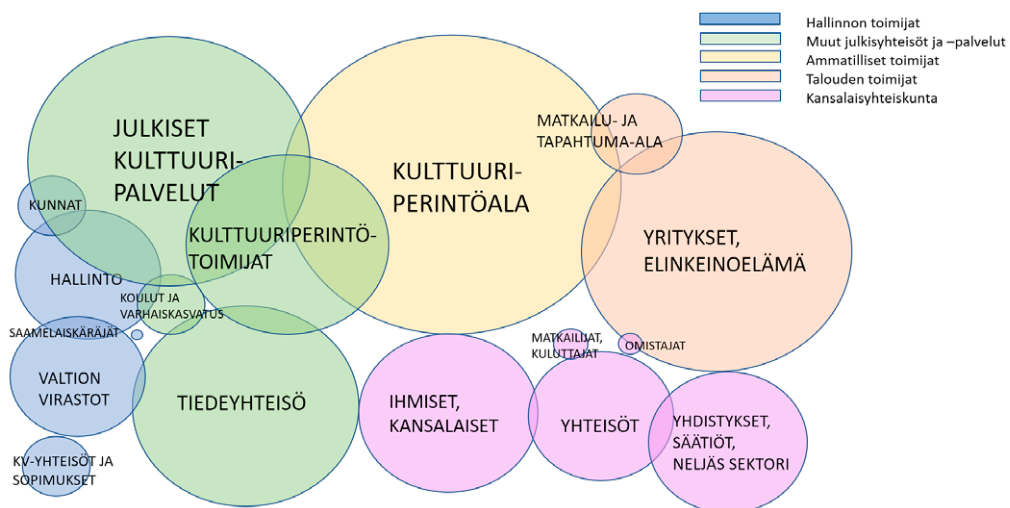 Hallinnon toimijat
Muut julkisyhteisöt ja –palvelut
Ammatilliset toimijat
Talouden toimijat
Kansalaisyhteiskunta
JULKISET
KULTTUURI-
PALVELUT
KULTTUURI-
PERINTÖALA
MATKAILU- JA
TAPAHTUMA-ALA
KUNNAT
KULTTUURIPERINTÖ-
TOIMIJAT
YRITYKSET,
ELINKEINOELÄMÄ
HALLINTO
KOULUT JA
VARHAISKASVATUS
SAAMELAISKÄRÄJÄT
MATKAILIJAT,
KULUTTAJAT
OMISTAJAT
VALTION
VIRASTOT
TIEDEYHTEISÖ
IHMISET,
KANSALAISET
YHTEISÖT
YHDISTYKSET,
SÄÄTIÖT,
NELJÄS SEKTORI
KV-YHTEISÖT JA
SOPIMUKSET